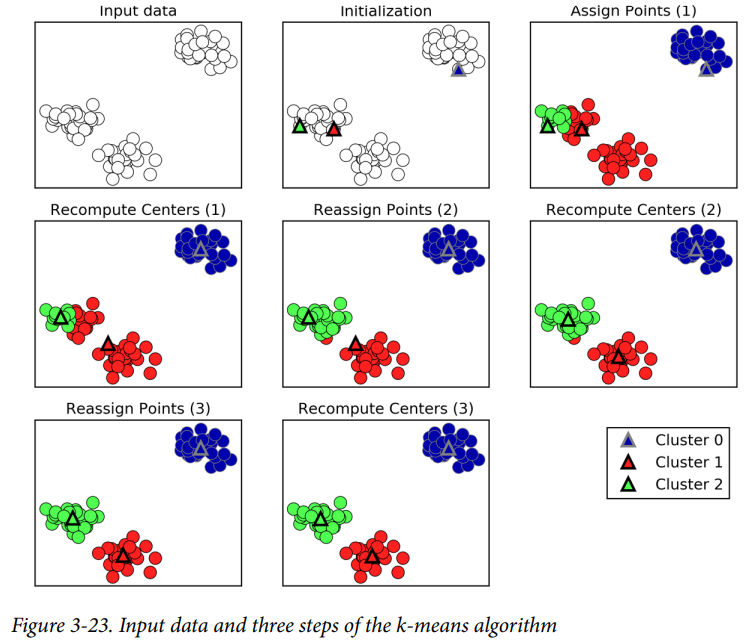 Input data
Initialization
Assign Points (1)
Recompute Centers (1)
Reassign Points (2)
Recompute Centers (2)
Reassign Points (3)
Recompute Centers (3)
Cluster 0
Cluster 1
Cluster 2
Figure 3-23. Input data and three steps of the k-means algorithm